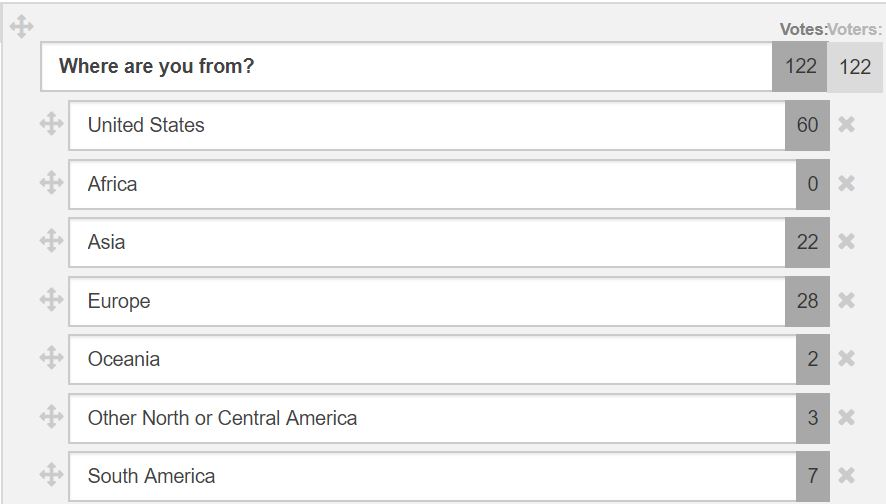 Votes: Voters:
Where are you from? 122 122
United States 60
Africa 0
Asia 22
Europe 28
Oceania 2
Other North or Central America 3
South America 7